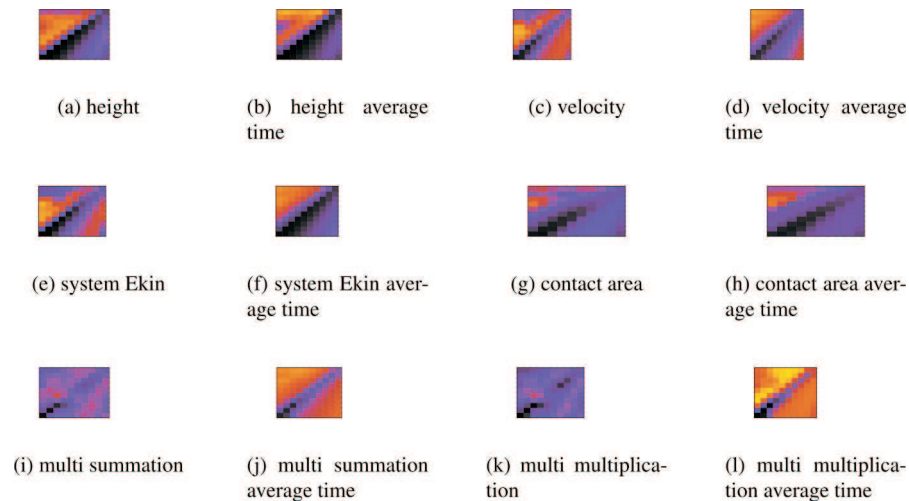 (a) height
(b) height average
time
(c) velocity
(d) velocity average
time
(e) system Ekin
(f) system Ekin aver-
age time
(g) contact area
(h) contact area aver-
age time
(i) multi summation
(j) multi summation
average time
(k) multi multiplica-
tion
(l) multi multiplica-
tion average time